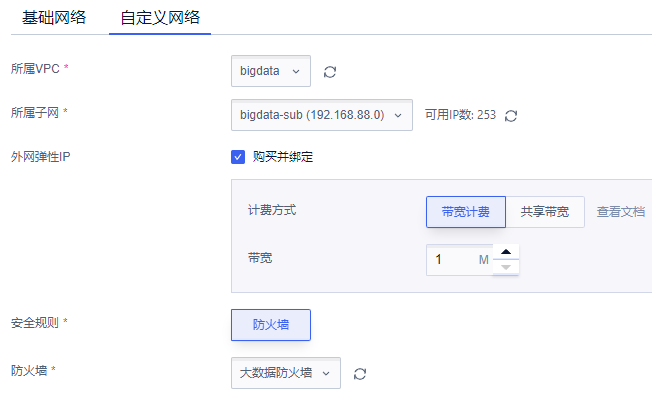 基础网络 自定义网络
所属VPC * bigdata
所属子网 * bigdata-sub (192.168.88.0) 可用IP数: 253
外网弹性IP 购买并绑定
计费方式 带宽计费 共享带宽 查看文档
带宽 1 M
安全规则 * 防火墙
防火墙 * 大数据防火墙